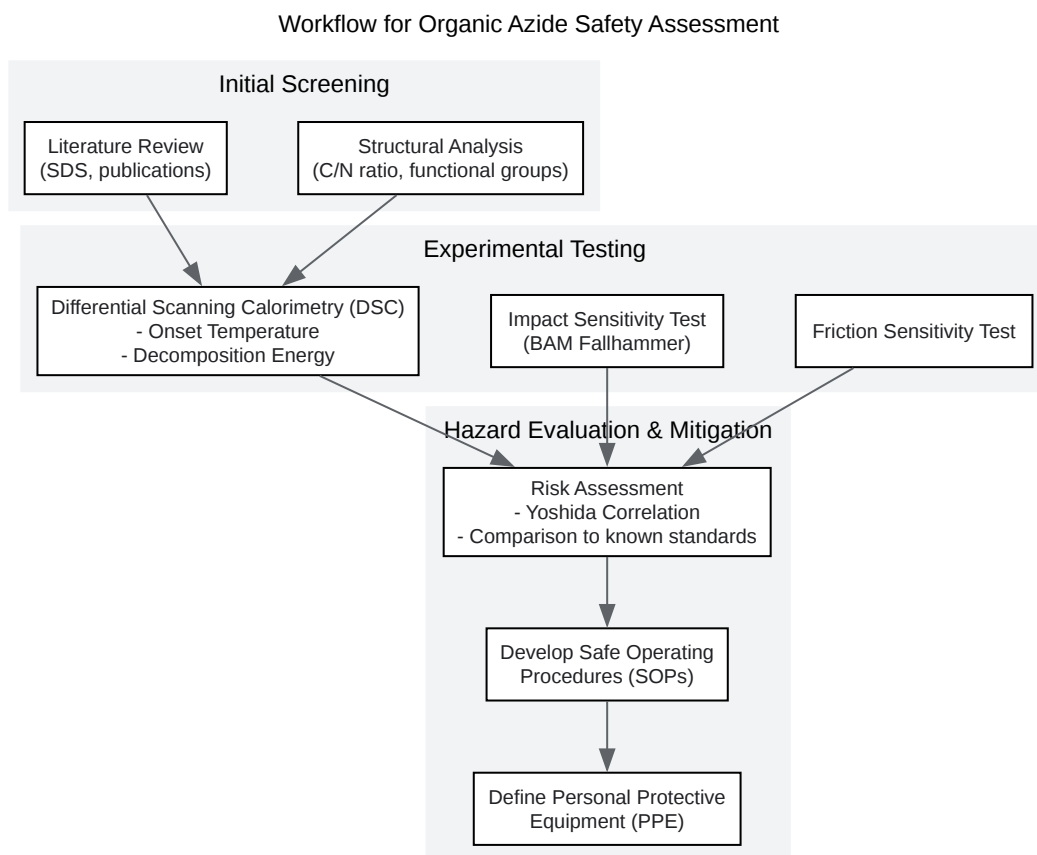 Workflow for Organic Azide Safety Assessment
Initial Screening
Literature Review
(SDS, publications)
Structural Analysis
(C/N ratio, functional groups)
Experimental Testing
Differential Scanning Calorimetry (DSC)
- Onset Temperature
- Decomposition Energy
Impact Sensitivity Test
(BAM Fallhammer)
Friction Sensitivity Test
Hazard Evaluation & Mitigation
Risk Assessment
- Yoshida Correlation
- Comparison to known standards
Develop Safe Operating
Procedures (SOPs)
Define Personal Protective
Equipment (PPE)